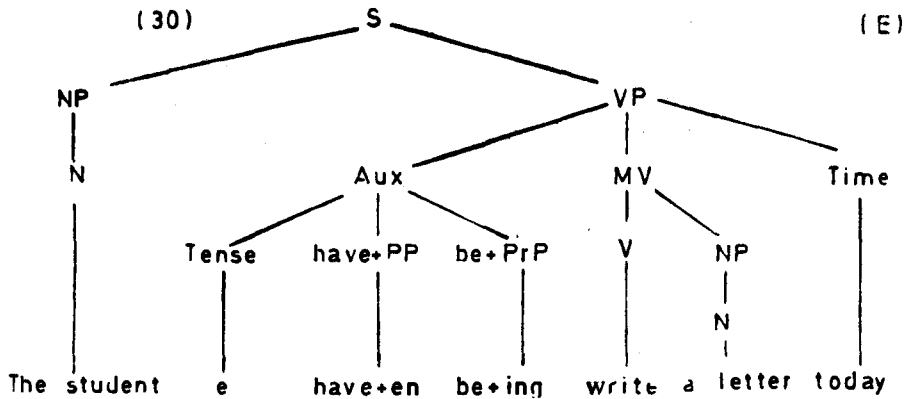 (30) S (E)
NP VP
N Aux MV Time
Tense have+PP be+PrP V NP
N
The student e have+en be+ing write a letter today